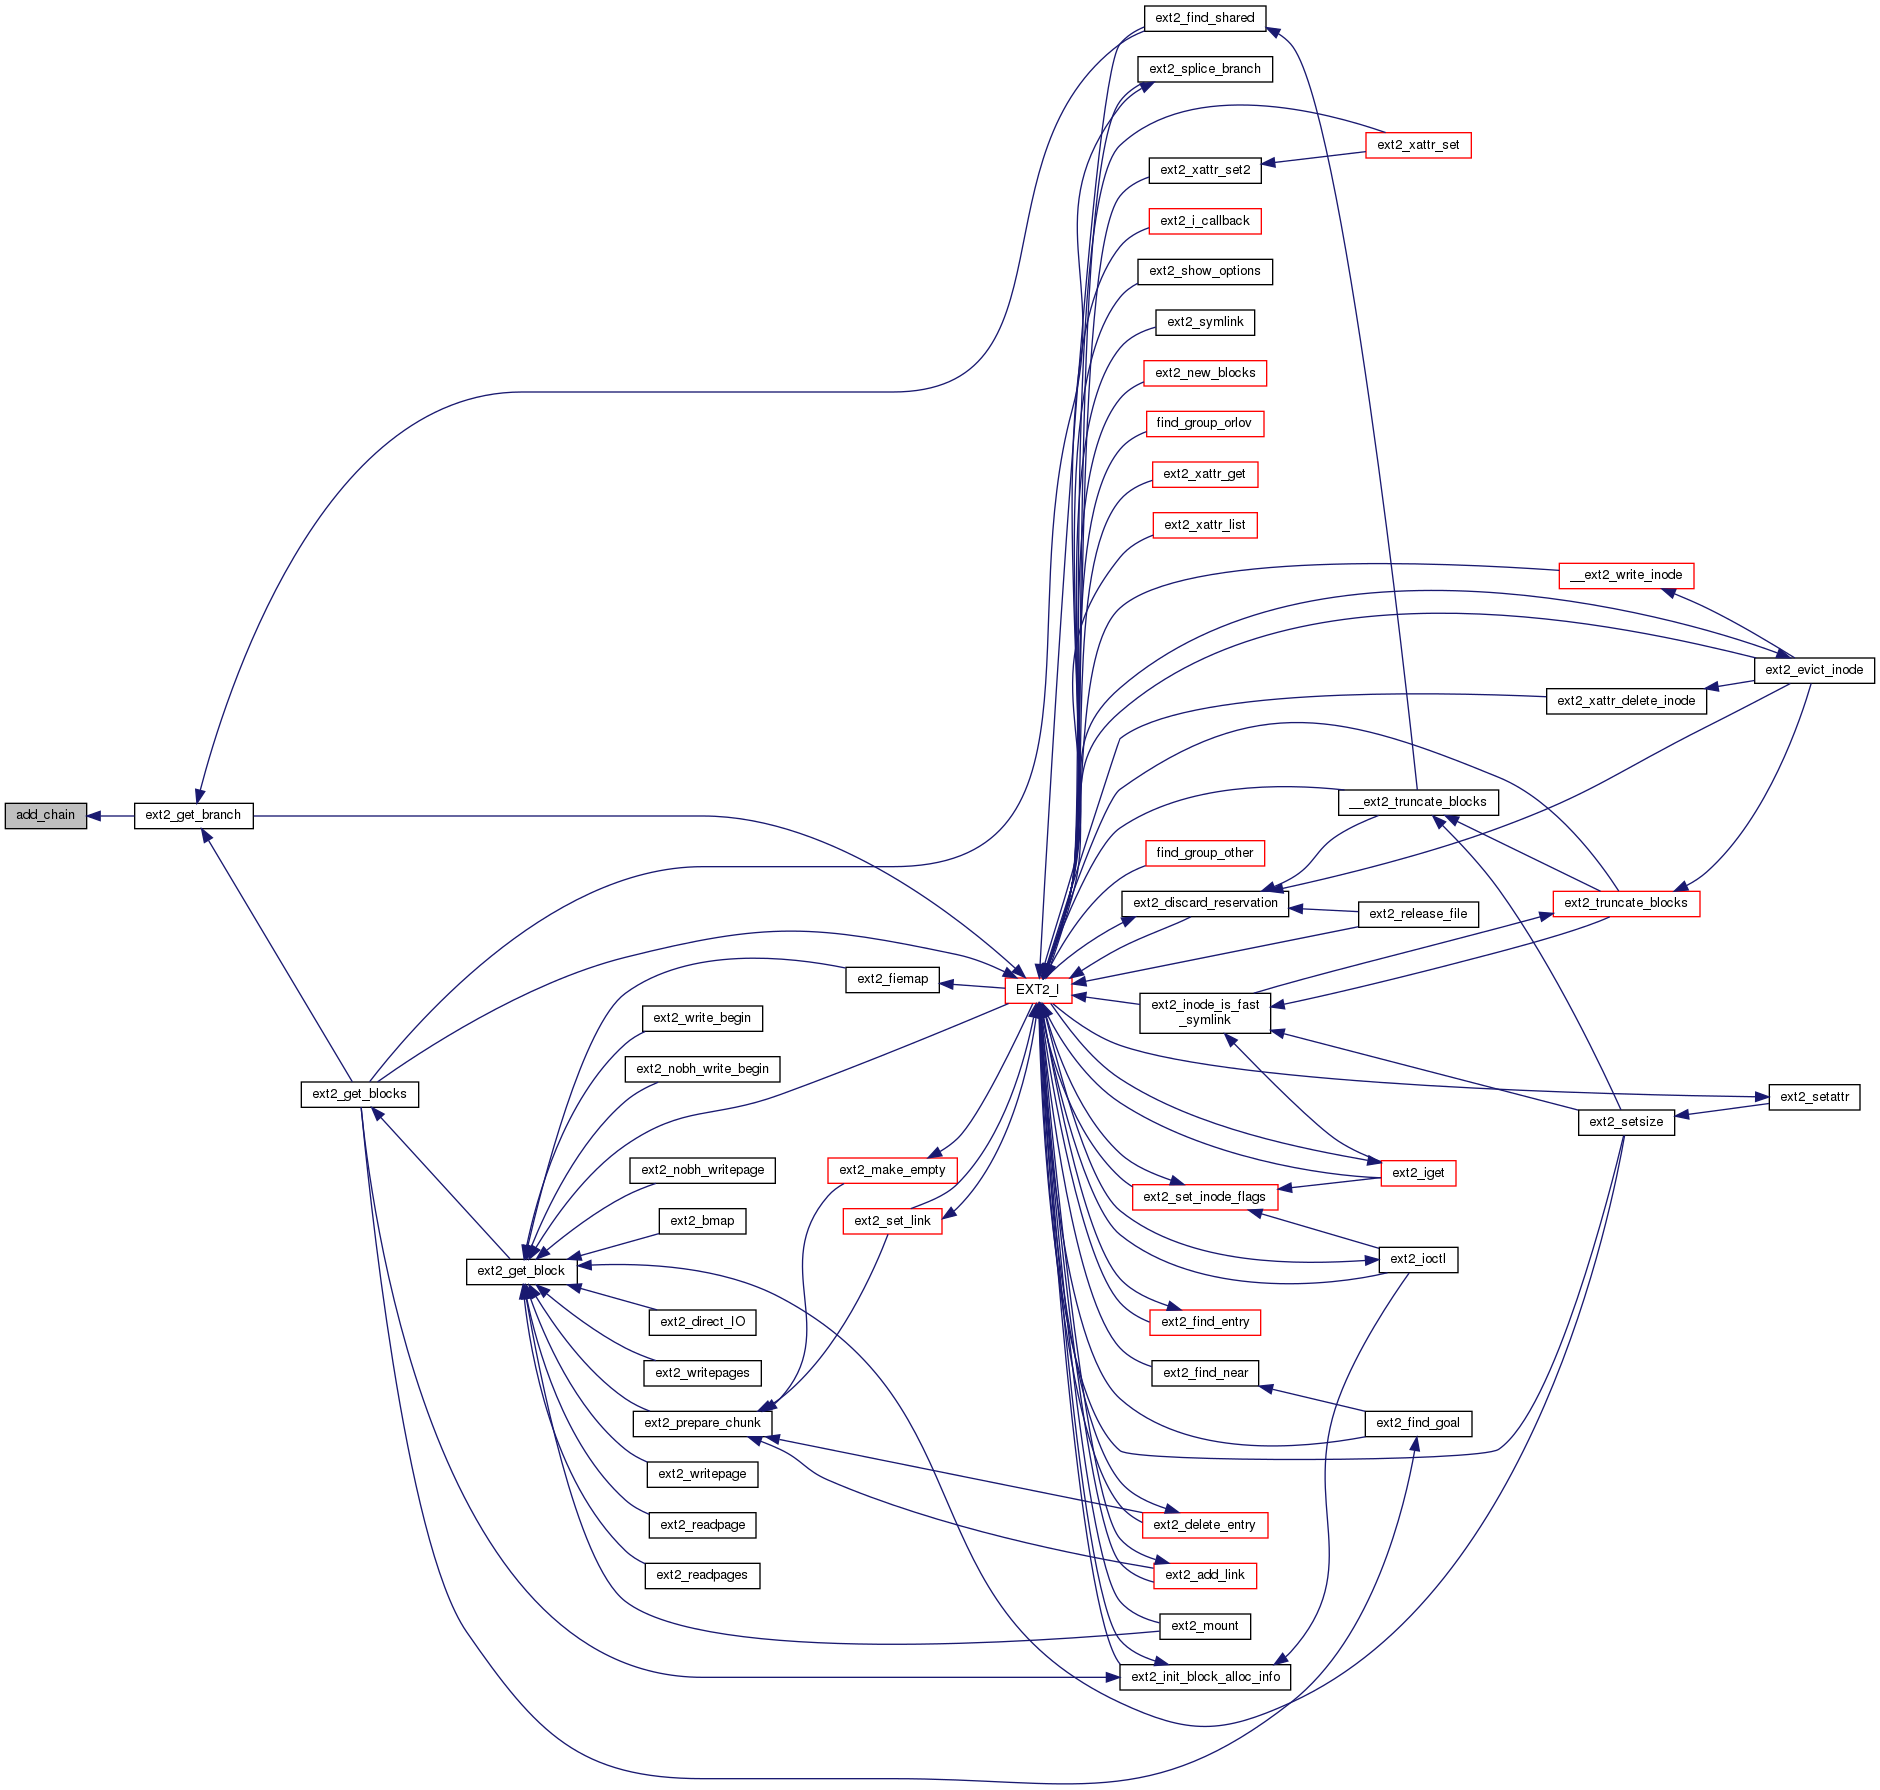 ext2_find_shared
ext2_splice_branch
ext2_xattr_set
ext2_xattr_set2
ext2_i_callback
ext2_show_options
ext2_symlink
ext2_new_blocks
find_group_orlov
ext2_xattr_get
ext2_xattr_list
__ext2_write_inode
ext2_evict_inode
ext2_xattr_delete_inode
__ext2_truncate_blocks
add_chain
ext2_get_branch
find_group_other
ext2_discard_reservation
ext2_truncate_blocks
ext2_release_file
ext2_fiemap
EXT2_I
ext2_inode_is_fast
_symlink
ext2_write_begin
ext2_nobh_write_begin
ext2_get_blocks
ext2_setattr
ext2_setsize
ext2_nobh_writepage
ext2_make_empty
ext2_iget
ext2_set_inode_flags
ext2_bmap
ext2_set_link
ext2_get_block
ext2_ioctl
ext2_direct_IO
ext2_find_entry
ext2_writepages
ext2_find_near
ext2_prepare_chunk
ext2_find_goal
ext2_writepage
ext2_readpage
ext2_delete_entry
ext2_readpages
ext2_add_link
ext2_mount
ext2_init_block_alloc_info